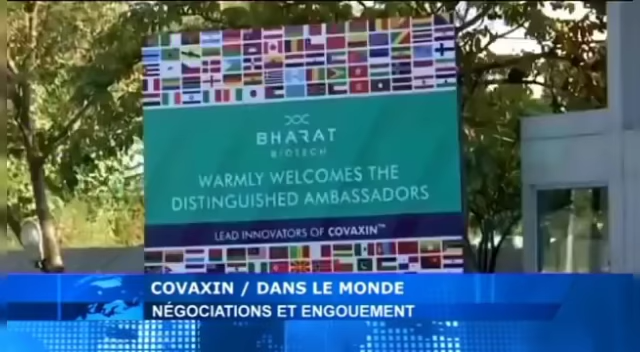 BHARAT
BIOTECH
WARMLY WELCOMES THE
DISTINGUISHED AMBASSADORS
LEAD INNOVATORS OF COVAXIN™
COVAXIN / DANS LE MONDE
NÉGOCIATIONS ET ENGOUEMENT